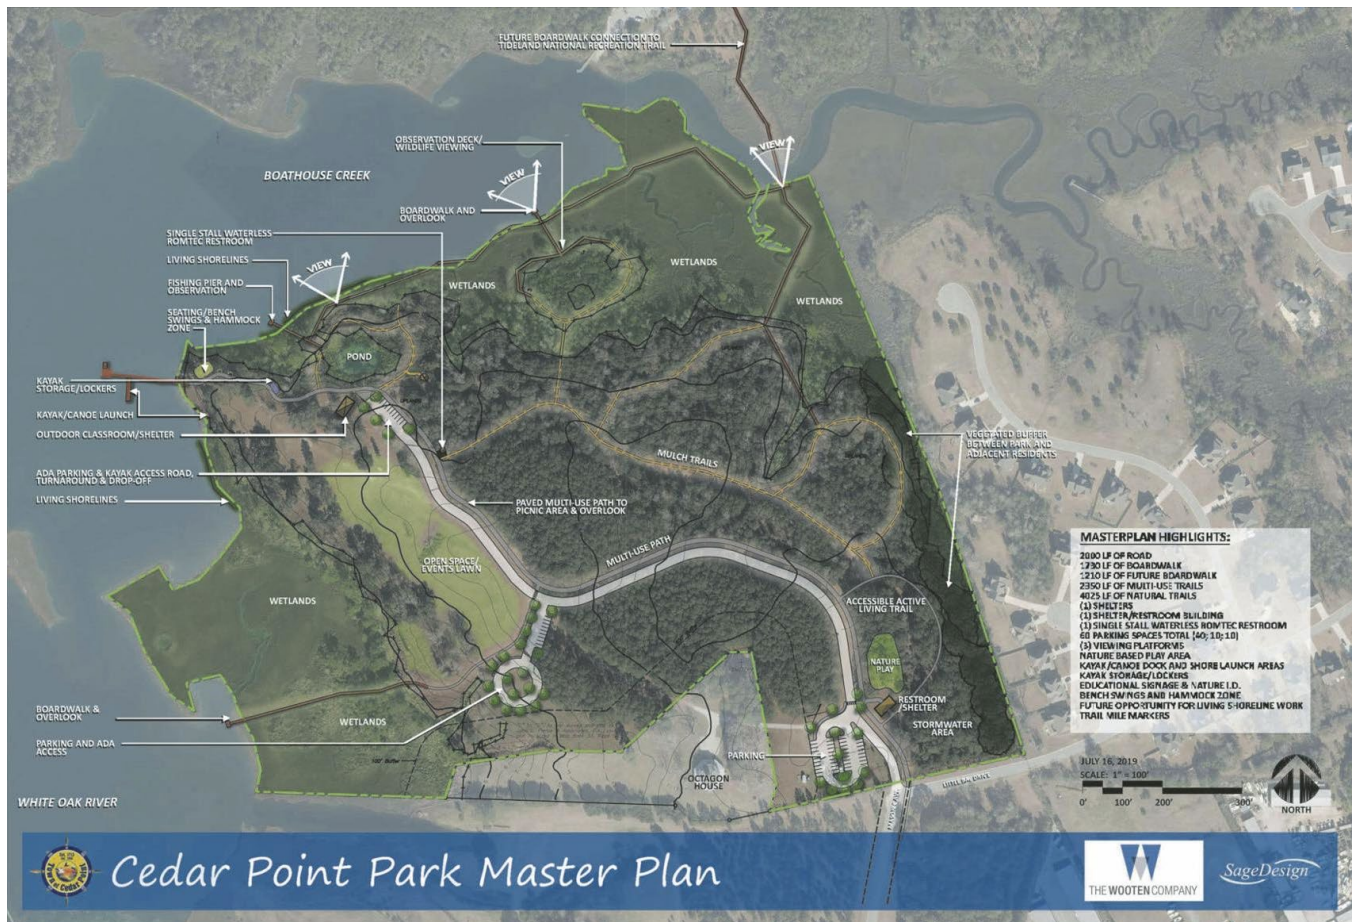 FUTURE BOARDWALK CONNECTION TO
TIDELAND NATIONAL RECREATION TRAIL
OBSERVATION DECK/
WILDLIFE VIEWING
VIEW
BOATHOUSE CREEK
VIEW
BOARDWALK AND
OVERLOOK
SINGLE STALL WATERLESS
ROMTEC RESTROOM
LIVING SHORELINES
VIEW
WETLANDS
WETLANDS
WETLANDS
FISHING PIER AND
OBSERVATION
SEATING/BENCH
SWINGS & HAMMOCK
ZONE
POND
KAYAK
STORAGE/LOCKERS
KAYAK/CANOE LAUNCH
OUTDOOR CLASSROOM/SHELTER
VEGETATED BUFFER
BETWEEN PARK AND
ADJACENT RESIDENTS
MULCH TRAILS
ADA PARKING & KAYAK ACCESS ROAD,
TURNAROUND & DROP-OFF
LIVING SHORELINES
PAVED MULTI-USE PATH TO
PICNIC AREA & OVERLOOK
MULTI-USE PATH
OPEN SPACE/
EVENTS LAWN
WETLANDS
ACCESSIBLE ACTIVE
LIVING TRAIL
NATURE
PLAY
RESTROOM
/SHELTER
STORMWATER
AREA
BOARDWALK &
OVERLOOK
WETLANDS
PARKING AND ADA
ACCESS
100' Buffer
PARKING
OCTAGON
HOUSE
WHITE OAK RIVER
MASTERPLAN HIGHLIGHTS:
2000 LF OF ROAD
1730 LF OF BOARDWALK
1210 LF OF FUTURE BOARDWALK
2350 LF OF MULTI-USE TRAILS
4025 LF OF NATURAL TRAILS
(1) SHELTERS
(1) SHELTER/RESTROOM BUILDING
(1) SINGLE STALL WATERLESS ROMTEC RESTROOM
60 PARKING SPACES TOTAL (40; 10; 10)
(3) VIEWING PLATFORMS
NATURE BASED PLAY AREA
KAYAK/CANOE DOCK AND SHORE LAUNCH AREAS
KAYAK STORAGE/LOCKERS
EDUCATIONAL SIGNAGE & NATURE I.D.
BENCH SWINGS AND HAMMOCK ZONE
FUTURE OPPORTUNITY FOR LIVING SHORELINE WORK
TRAIL MILE MARKERS
JULY 16, 2019
SCALE: 1" = 100'
0' 100' 200' 300'
NORTH
Town of Cedar Point
Cedar Point Park Master Plan
THE WOOTEN COMPANY
SageDesign